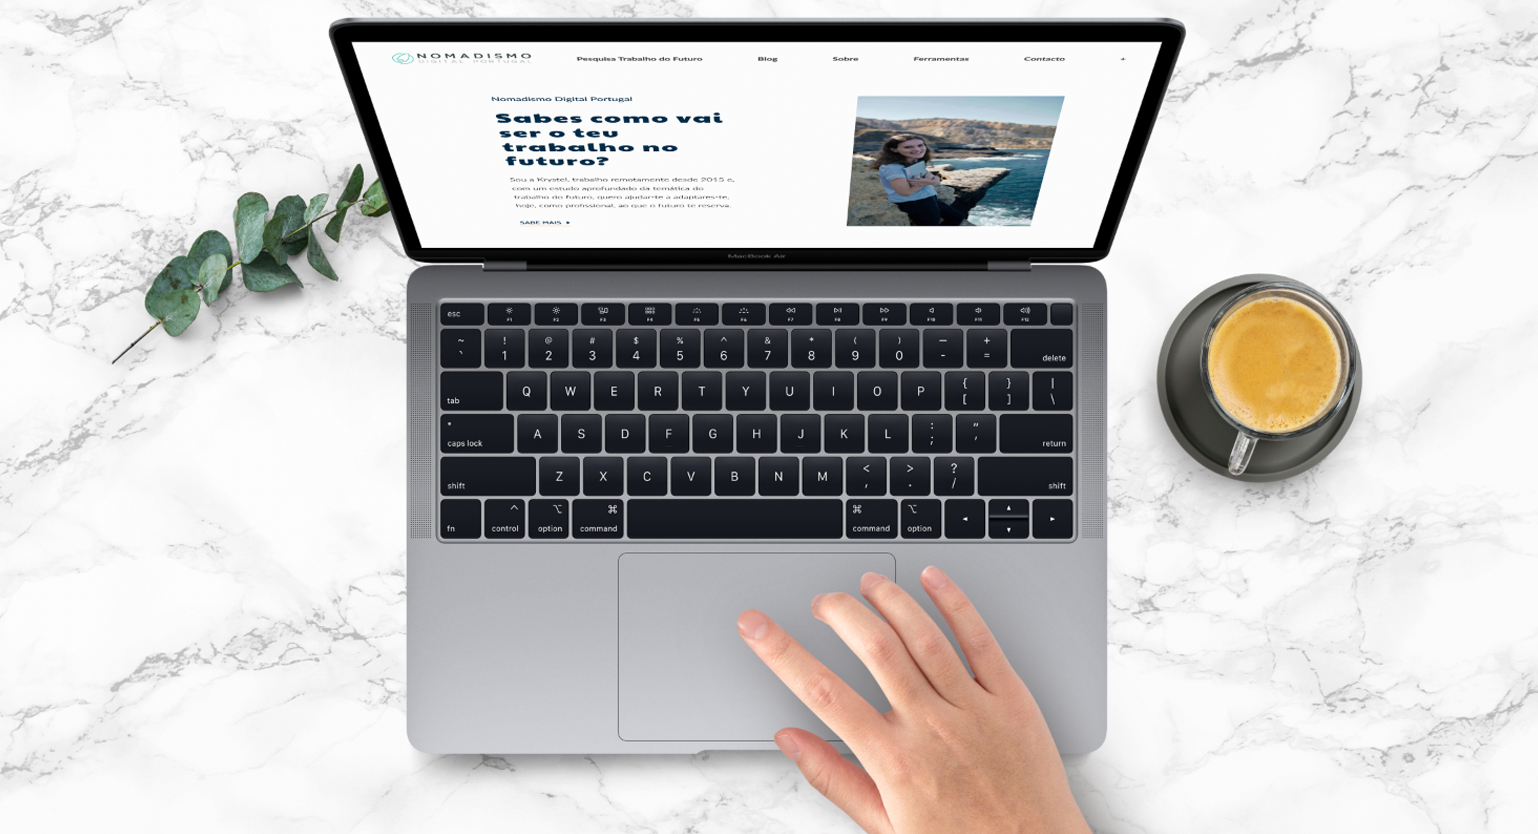 NOMADISMO
DIGITAL PORTUGAL
Pesquisa Trabalho do Futuro Blog Sobre Ferramentas Contacto +
Nomadismo Digital Portugal
Sabes como vai
ser o teu
trabalho no
futuro?
Sou a Krystel, trabalho remotamente desde 2015 e,
com um estudo aprofundado da temática do
trabalho do futuro, quero ajudar-te a adaptares-te,
hoje, como profissional, ao que o futuro te reserva.
SABE MAIS
MacBook Air
esc F1 F2 F3 F4 F5 F6 F7 F8 F9 F10 F11 F12
~ ! @ # $ % ^ & * ( ) — +
` 1 2 3 4 5 6 7 8 9 0 - = delete
tab Q W E R T Y U I O P { [ } ] | \
caps lock A S D F G H J K L : ; " ' return
shift Z X C V B N M < , > . ? / shift
fn control option command command option